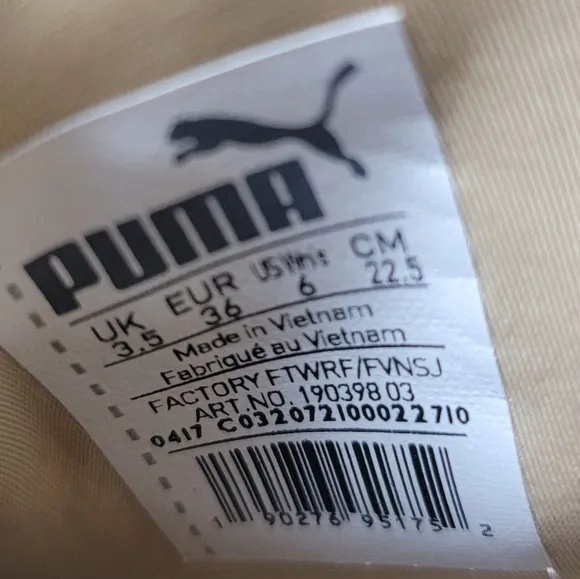 PUMA
UK EUR US Wn's CM
3.5 36 6 22.5
Made in Vietnam
Fabriqué au Vietnam
FACTORY FTWRF/FVNSJ
ART.NO. 190398 03
0417 C032072100022710
1 90276 95175 2